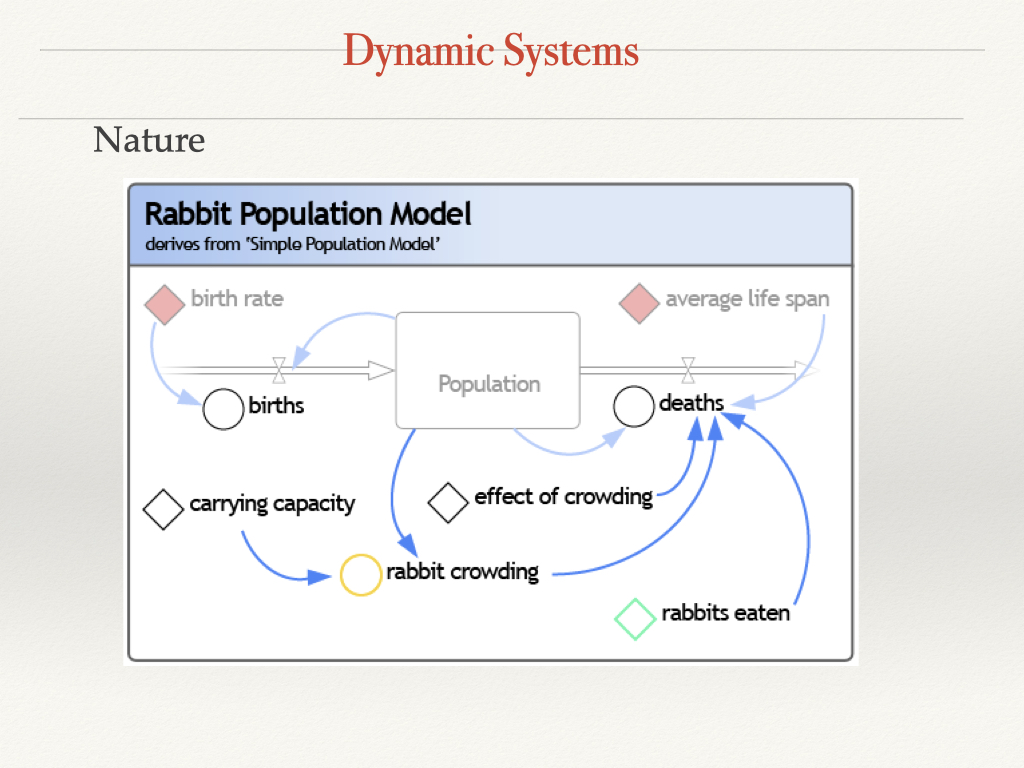 Dynamic Systems
Nature
Rabbit Population Model
derives from 'Simple Population Model'
birth rate
average life span
Population
births
deaths
carrying capacity
effect of crowding
rabbit crowding
rabbits eaten